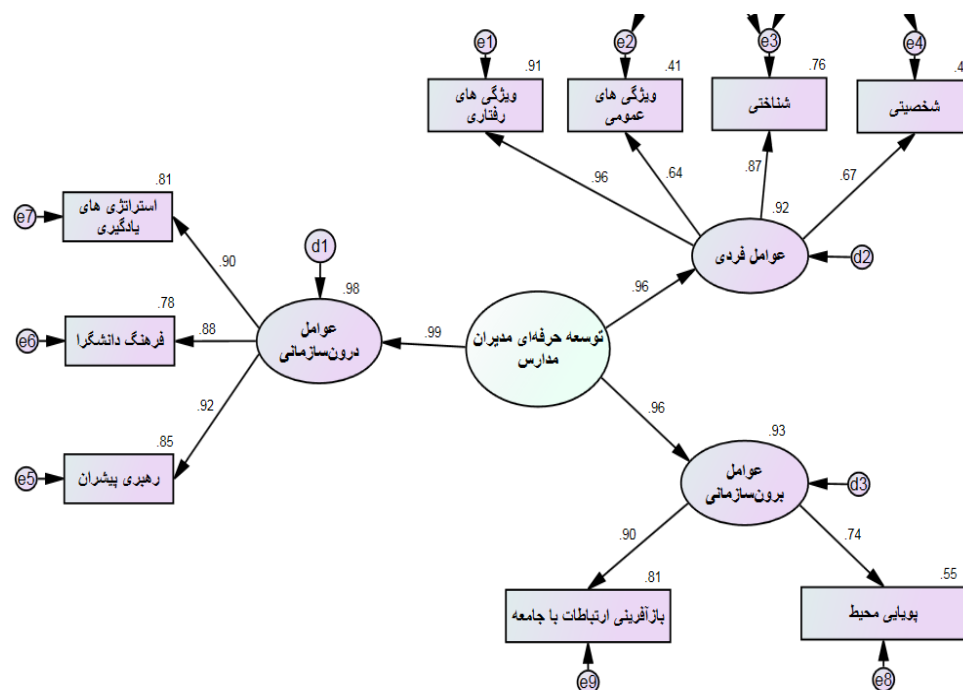 e1
e2
e3
e4
.91
.41
.76
.4
ویژگی های
رفتاری
ویژگی های
عمومی
شناختی
شخصیتی
.96
.64
.87
.67
.92
عوامل فردی
d2
.81
e7
استراتژی های
یادگیری
.90
d1
.98
.96
.78
e6
فرهنگ دانشگرا
.88
عوامل
درون‌سازمانی
.99
توسعه حرفه‌ای مدیران
مدارس
.92
.85
e5
رهبری پیشران
.96
.93
عوامل
برون‌سازمانی
d3
.90
.74
.81
.55
بازآفرینی ارتباطات با جامعه
پویایی محیط
e9
e8